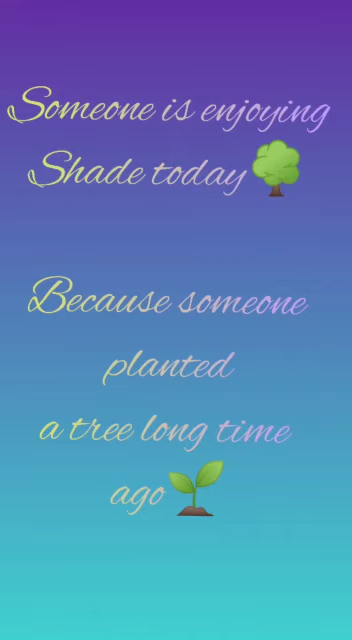 Someone is enjoying
Shade today🌳
Because someone
planted
a tree long time
ago🌱